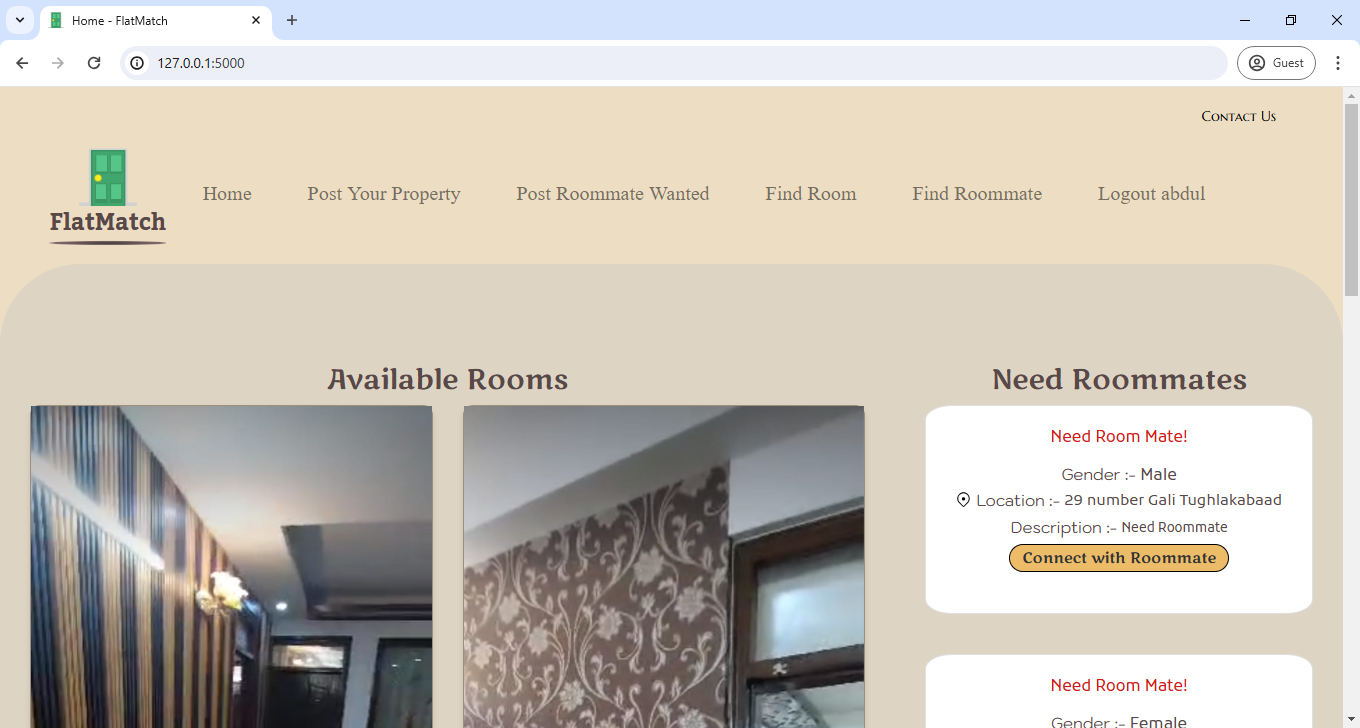 Home - FlatMatch
127.0.0.1:5000
Guest
Contact Us
FlatMatch
Home
Post Your Property
Post Roommate Wanted
Find Room
Find Roommate
Logout abdul
Available Rooms
Need Roommates
Need Room Mate!
Gender :- Male
Location :- 29 number Gali Tughlakabaad
Description :- Need Roommate
Connect with Roommate
Need Room Mate!
Gender :- Female